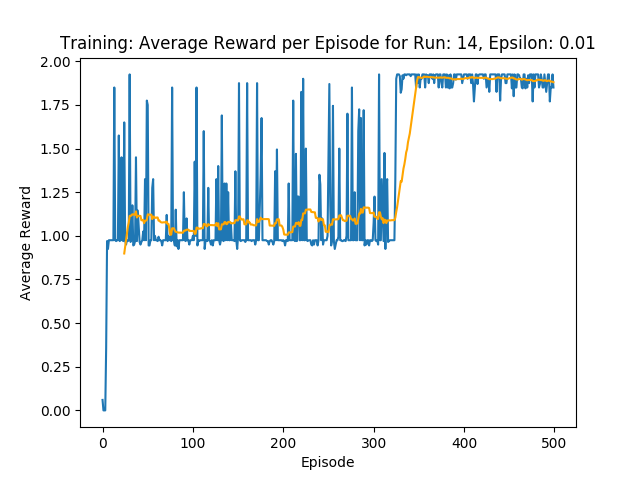 Training: Average Reward per Episode for Run: 14, Epsilon: 0.01
2.00
1.75
1.50
1.25
1.00
0.75
0.50
0.25
0.00
Average Reward
0 100 200 300 400 500
Episode